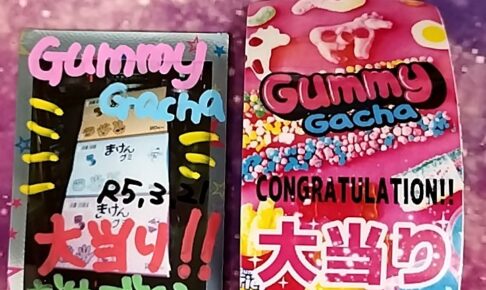 Gummy
Gacha
まけん
グミ
R5,3,21
まけん
グミ
大当り!!
Gummy
Gacha
CONGRATULATION!!
大当り